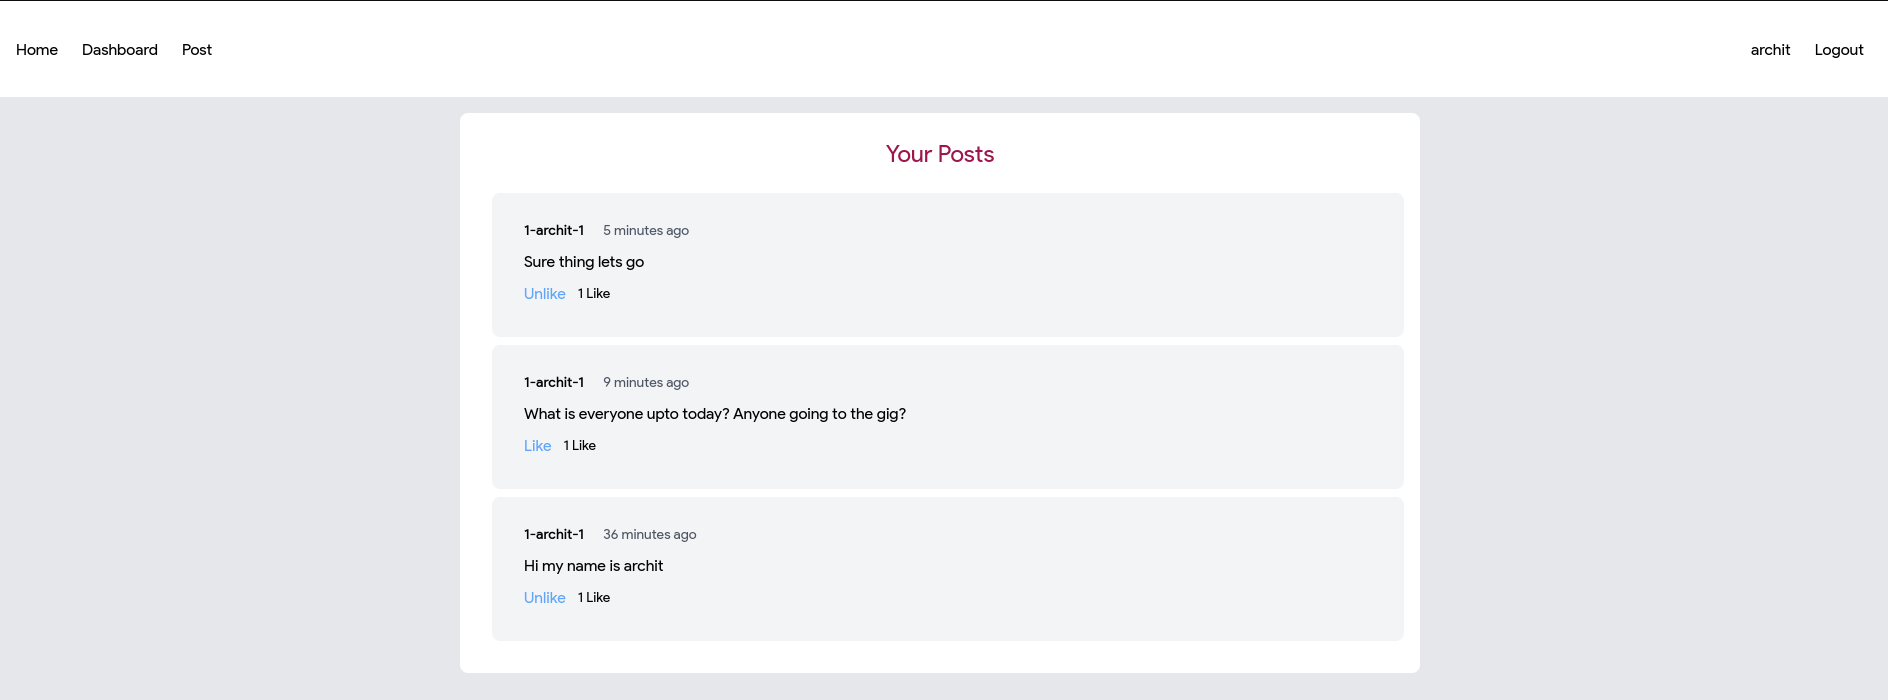 Home Dashboard Post archit Logout
Your Posts
1-archit-1 5 minutes ago
Sure thing lets go
Unlike 1 Like
1-archit-1 9 minutes ago
What is everyone upto today? Anyone going to the gig?
Like 1 Like
1-archit-1 36 minutes ago
Hi my name is archit
Unlike 1 Like